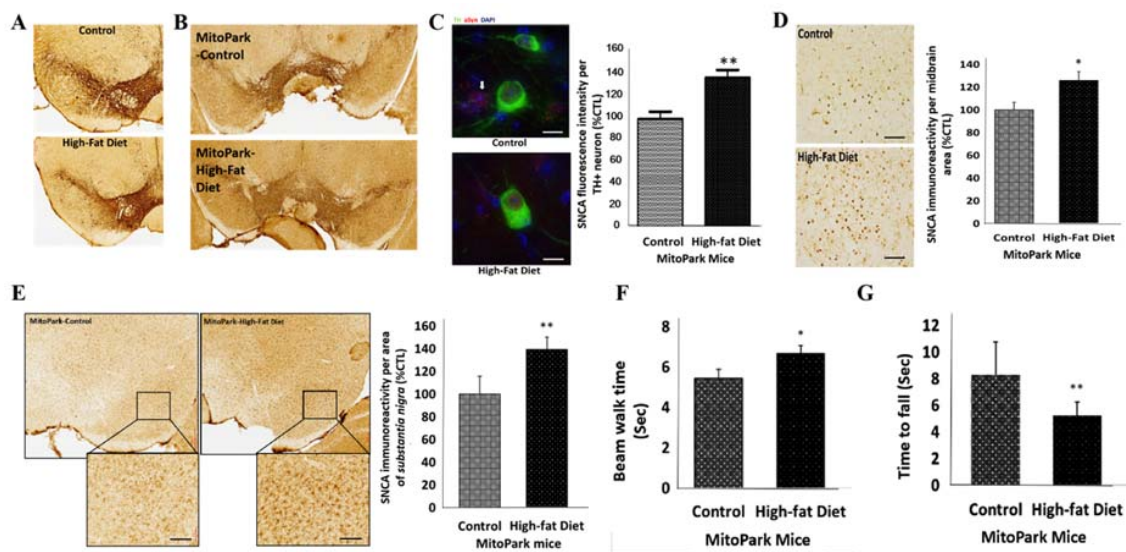 A
Control
High-Fat Diet
B
MitoPark
-Control
MitoPark-
High-Fat
Diet
C
TH aSyn DAPI
Control
High-Fat Diet
SNCA fluorescence intensity per
TH+ neuron (%CTL)
160
140
120
100
80
60
40
20
0
**
Control High-fat Diet
MitoPark Mice
D
Control
High-Fat Diet
SNCA immunoreactivity per midbrain
area (%CTL)
140
120
100
80
60
40
20
0
*
Control High-Fat Diet
MitoPark Mice
E
MitoPark-Control
MitoPark-High-Fat Diet
SNCA immunoreactivity per area
of substantia nigra (%CTL)
160
140
120
100
80
60
40
20
0
**
Control High-fat Diet
MitoPark mice
F
Beam walk time
(Sec)
8
6
4
2
0
*
Control High-fat Diet
MitoPark Mice
G
Time to fall (Sec)
12
10
8
6
4
2
0
**
Control High-fat Diet
MitoPark Mice